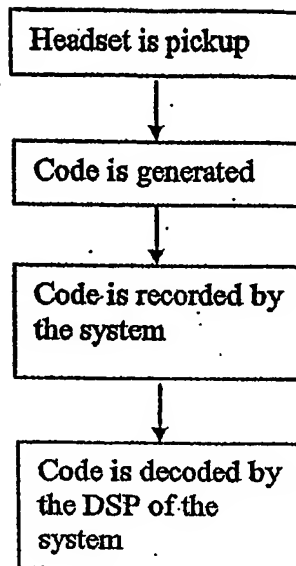 Headset is pickup
Code is generated
Code is recorded by
the system
Code is decoded by
the DSP of the
system